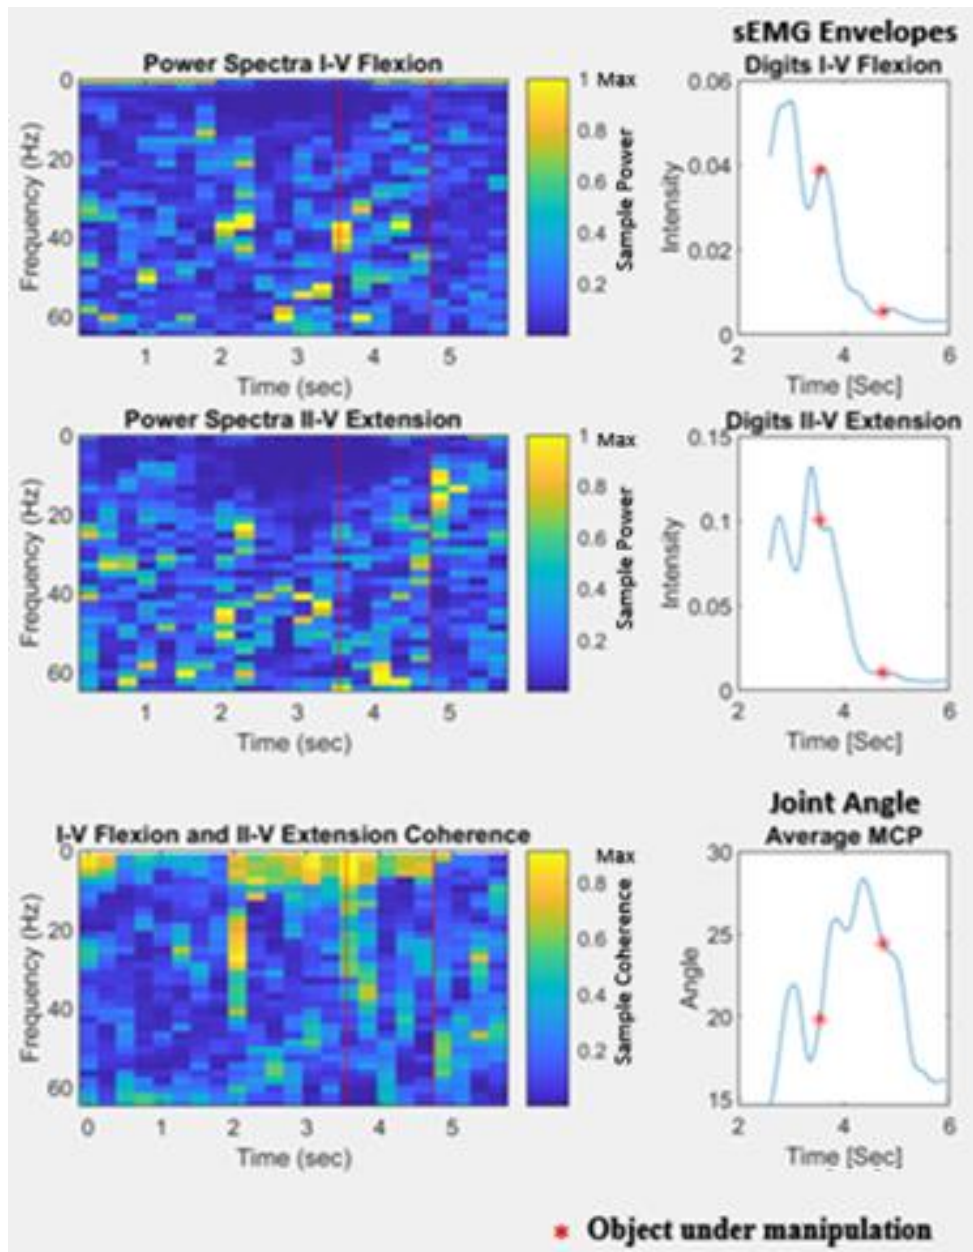 sEMG Envelopes
Power Spectra I-V Flexion
Frequency (Hz)
0
20
40
60
1 2 3 4 5
Time (sec)
1 Max
0.8
0.6
0.4
0.2
Sample Power
Digits I-V Flexion
Intensity
0.06
0.04
0.02
0
2 4 6
Time [Sec]
Power Spectra II-V Extension
Frequency (Hz)
0
20
40
60
1 2 3 4 5
Time (sec)
1 Max
0.8
0.6
0.4
0.2
Sample Power
Digits II-V Extension
Intensity
0.15
0.1
0.05
0
2 4 6
Time [Sec]
I-V Flexion and II-V Extension Coherence
Frequency (Hz)
0
20
40
60
0 1 2 3 4 5
Time (sec)
Max
0.8
0.6
0.4
0.2
Sample Coherence
Joint Angle
Average MCP
Angle
30
25
20
15
2 4 6
Time [Sec]
* Object under manipulation